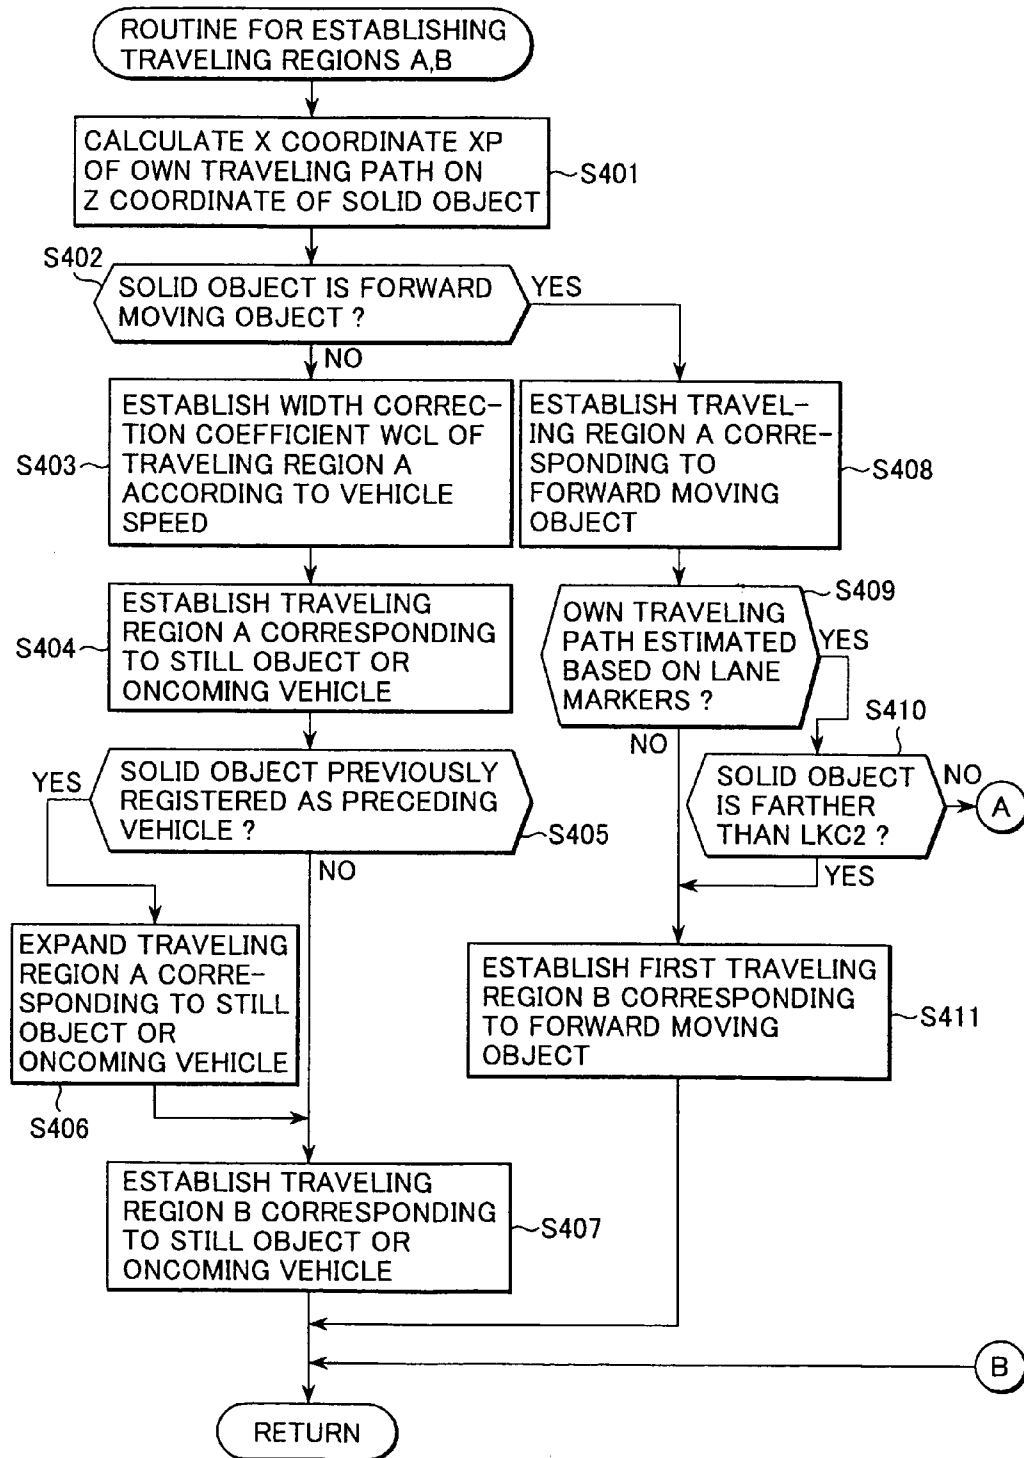 ROUTINE FOR ESTABLISHING
TRAVELING REGIONS A,B
CALCULATE X COORDINATE XP
OF OWN TRAVELING PATH ON
Z COORDINATE OF SOLID OBJECT
S401
S402
SOLID OBJECT IS FORWARD
MOVING OBJECT ?
YES
NO
ESTABLISH WIDTH CORREC-
TION COEFFICIENT WCL OF
TRAVELING REGION A
ACCORDING TO VEHICLE
SPEED
S403
ESTABLISH TRAVEL-
ING REGION A CORRE-
SPONDING TO
FORWARD MOVING
OBJECT
S408
ESTABLISH TRAVELING
REGION A CORRESPONDING
TO STILL OBJECT OR
ONCOMING VEHICLE
S404
OWN TRAVELING
PATH ESTIMATED
BASED ON LANE
MARKERS ?
S409
YES
NO
S410
SOLID OBJECT
IS FARTHER
THAN LKC2 ?
NO
A
YES
SOLID OBJECT PREVIOUSLY
REGISTERED AS PRECEDING
VEHICLE ?
YES
S405
NO
EXPAND TRAVELING
REGION A CORRE-
SPONDING TO STILL
OBJECT OR
ONCOMING VEHICLE
S406
ESTABLISH FIRST TRAVELING
REGION B CORRESPONDING
TO FORWARD MOVING
OBJECT
S411
ESTABLISH TRAVELING
REGION B CORRESPONDING
TO STILL OBJECT OR
ONCOMING VEHICLE
S407
B
RETURN